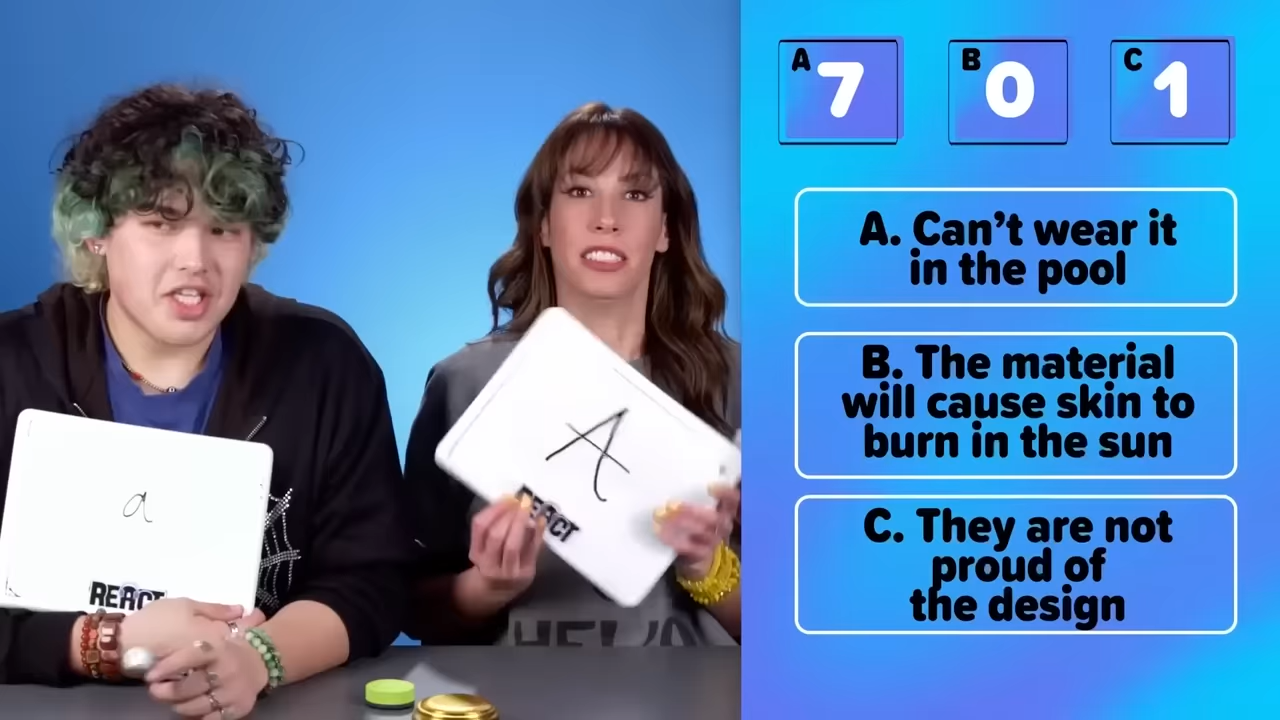 a
REACT
A
REACT
A
7
B
0
C
1
A. Can't wear it
in the pool
B. The material
will cause skin to
burn in the sun
C. They are not
proud of
the design